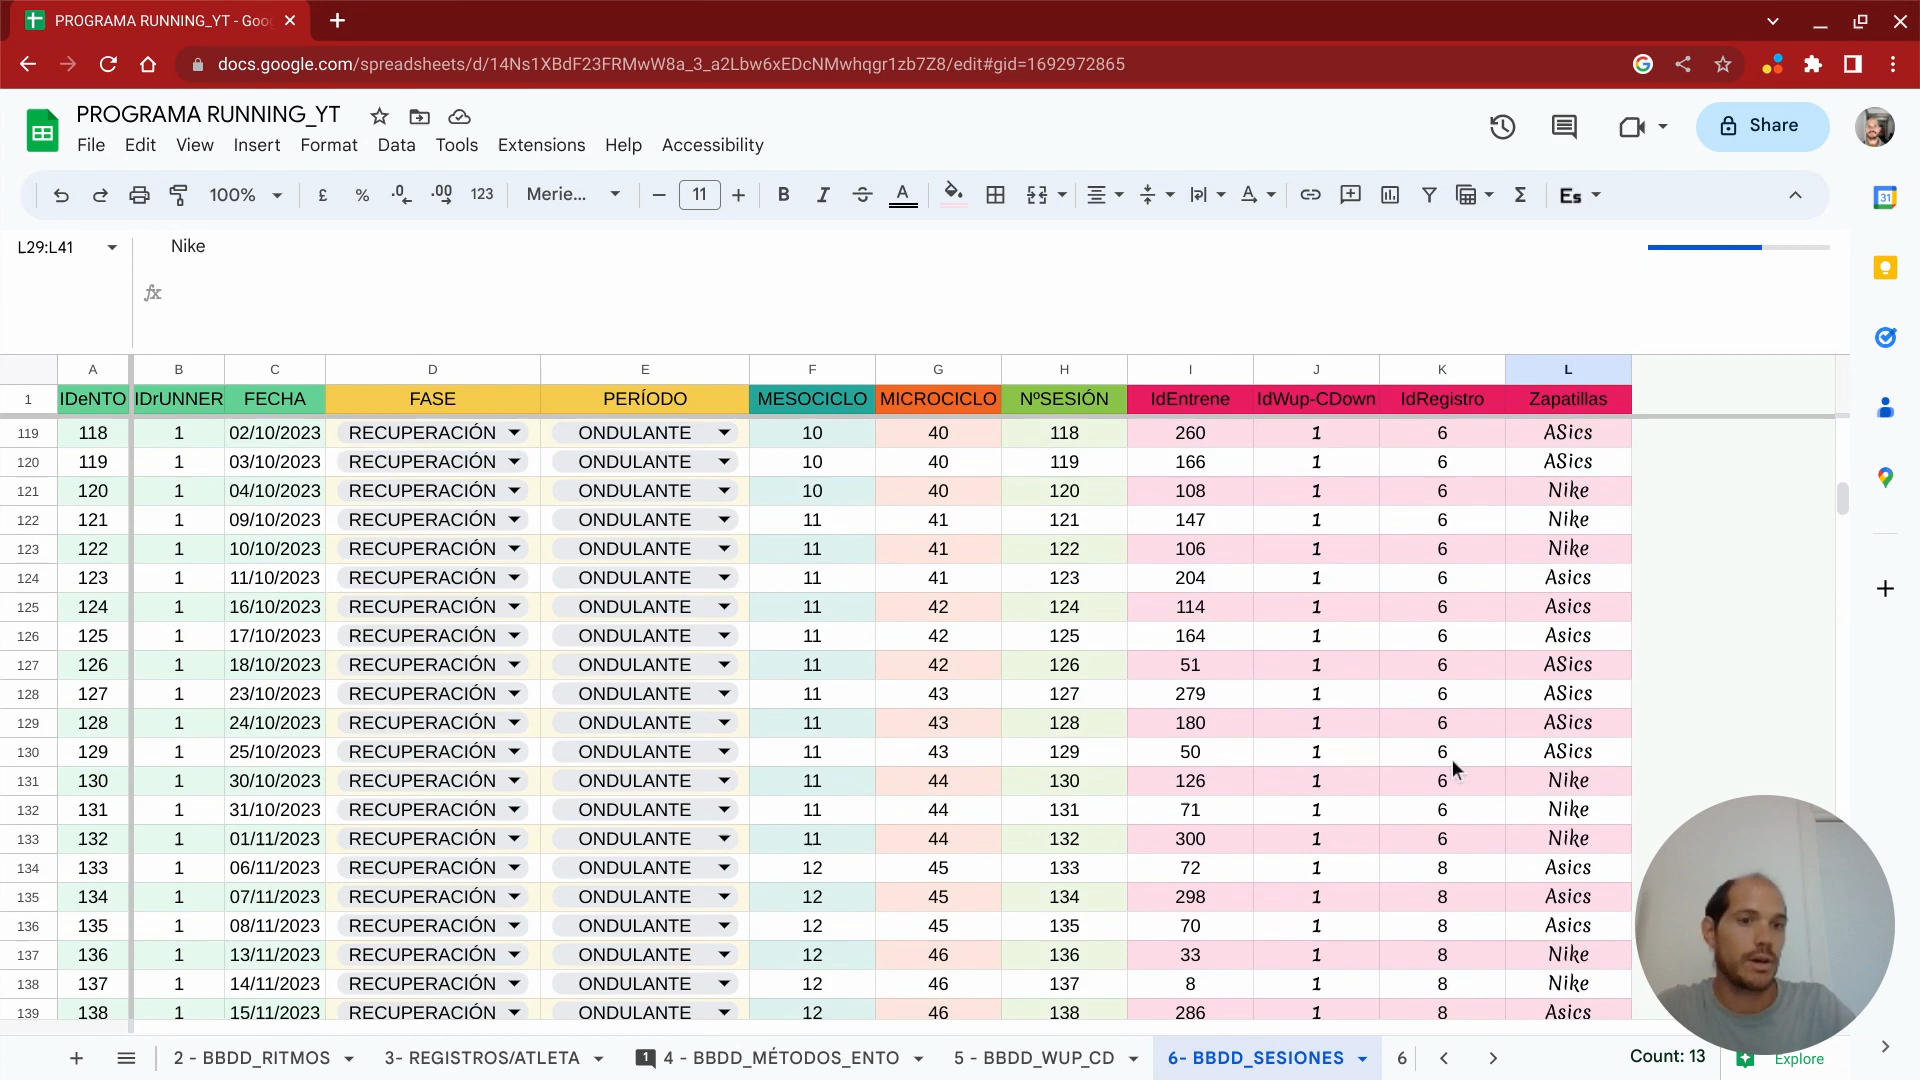 PROGRAMA RUNNING_YT - Goo
docs.google.com/spreadsheets/d/14Ns1XBdF23FRMwW8a_3_a2Lbw6xEDcNMwhqgr1zb7Z8/edit#gid=1692972865
PROGRAMA RUNNING_YT
File Edit View Insert Format Data Tools Extensions Help Accessibility
Share
100% £ % .0 .00 123 Merie... 11 B I A Σ Es
31
L29:L41 Nike
fx
A B C D E F G H I J K L
1 IDeNTO IDrUNNER FECHA FASE PERÍODO MESOCICLO MICROCICLO NºSESIÓN IdEntrene IdWup-CDown IdRegistro Zapatillas
119 118 1 02/10/2023 RECUPERACIÓN ONDULANTE 10 40 118 260 1 6 ASics
120 119 1 03/10/2023 RECUPERACIÓN ONDULANTE 10 40 119 166 1 6 ASics
121 120 1 04/10/2023 RECUPERACIÓN ONDULANTE 10 40 120 108 1 6 Nike
122 121 1 09/10/2023 RECUPERACIÓN ONDULANTE 11 41 121 147 1 6 Nike
123 122 1 10/10/2023 RECUPERACIÓN ONDULANTE 11 41 122 106 1 6 Nike
124 123 1 11/10/2023 RECUPERACIÓN ONDULANTE 11 41 123 204 1 6 Asics
125 124 1 16/10/2023 RECUPERACIÓN ONDULANTE 11 42 124 114 1 6 Asics
126 125 1 17/10/2023 RECUPERACIÓN ONDULANTE 11 42 125 164 1 6 Asics
127 126 1 18/10/2023 RECUPERACIÓN ONDULANTE 11 42 126 51 1 6 ASics
128 127 1 23/10/2023 RECUPERACIÓN ONDULANTE 11 43 127 279 1 6 ASics
129 128 1 24/10/2023 RECUPERACIÓN ONDULANTE 11 43 128 180 1 6 ASics
130 129 1 25/10/2023 RECUPERACIÓN ONDULANTE 11 43 129 50 1 6 ASics
131 130 1 30/10/2023 RECUPERACIÓN ONDULANTE 11 44 130 126 1 6 Nike
132 131 1 31/10/2023 RECUPERACIÓN ONDULANTE 11 44 131 71 1 6 Nike
133 132 1 01/11/2023 RECUPERACIÓN ONDULANTE 11 44 132 300 1 6 Nike
134 133 1 06/11/2023 RECUPERACIÓN ONDULANTE 12 45 133 72 1 8 Asics
135 134 1 07/11/2023 RECUPERACIÓN ONDULANTE 12 45 134 298 1 8 Asics
136 135 1 08/11/2023 RECUPERACIÓN ONDULANTE 12 45 135 70 1 8 Asics
137 136 1 13/11/2023 RECUPERACIÓN ONDULANTE 12 46 136 33 1 8 Nike
138 137 1 14/11/2023 RECUPERACIÓN ONDULANTE 12 46 137 8 1 8 Nike
139 138 1 15/11/2023 RECUPERACIÓN ONDULANTE 12 46 138 286 1 8 Asics
2 - BBDD_RITMOS 3- REGISTROS/ATLETA 1 4 - BBDD_MÉTODOS_ENTO 5 - BBDD_WUP_CD 6- BBDD_SESIONES 6 Count: 13 Explore